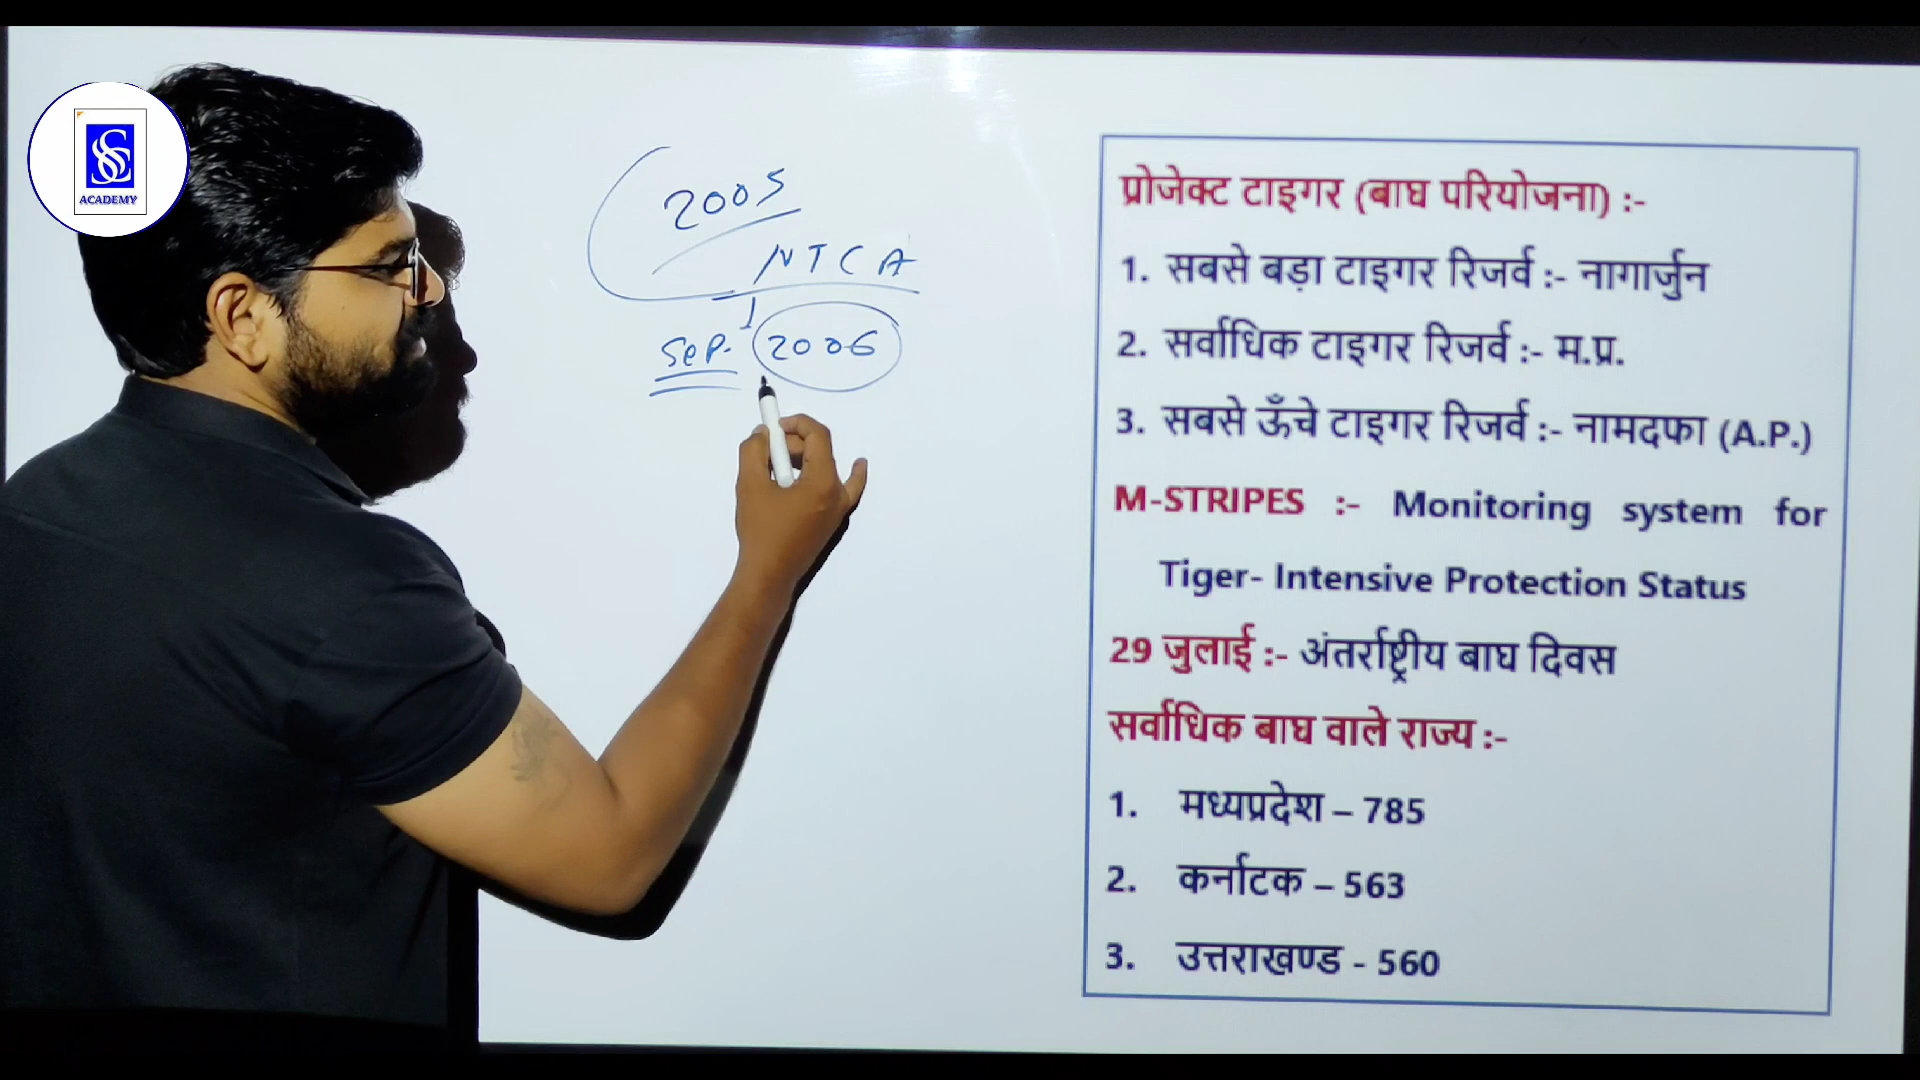 SSC
ACADEMY
2005
NTCA
Sep. 2006
प्रोजेक्ट टाइगर (बाघ परियोजना) :-
1. सबसे बड़ा टाइगर रिजर्व :- नागार्जुन
2. सर्वाधिक टाइगर रिजर्व :- म.प्र.
3. सबसे ऊँचे टाइगर रिजर्व :- नामदफा (A.P.)
M-STRIPES :- Monitoring system for
Tiger- Intensive Protection Status
29 जुलाई :- अंतर्राष्ट्रीय बाघ दिवस
सर्वाधिक बाघ वाले राज्य :-
1. मध्यप्रदेश – 785
2. कर्नाटक – 563
3. उत्तराखण्ड - 560